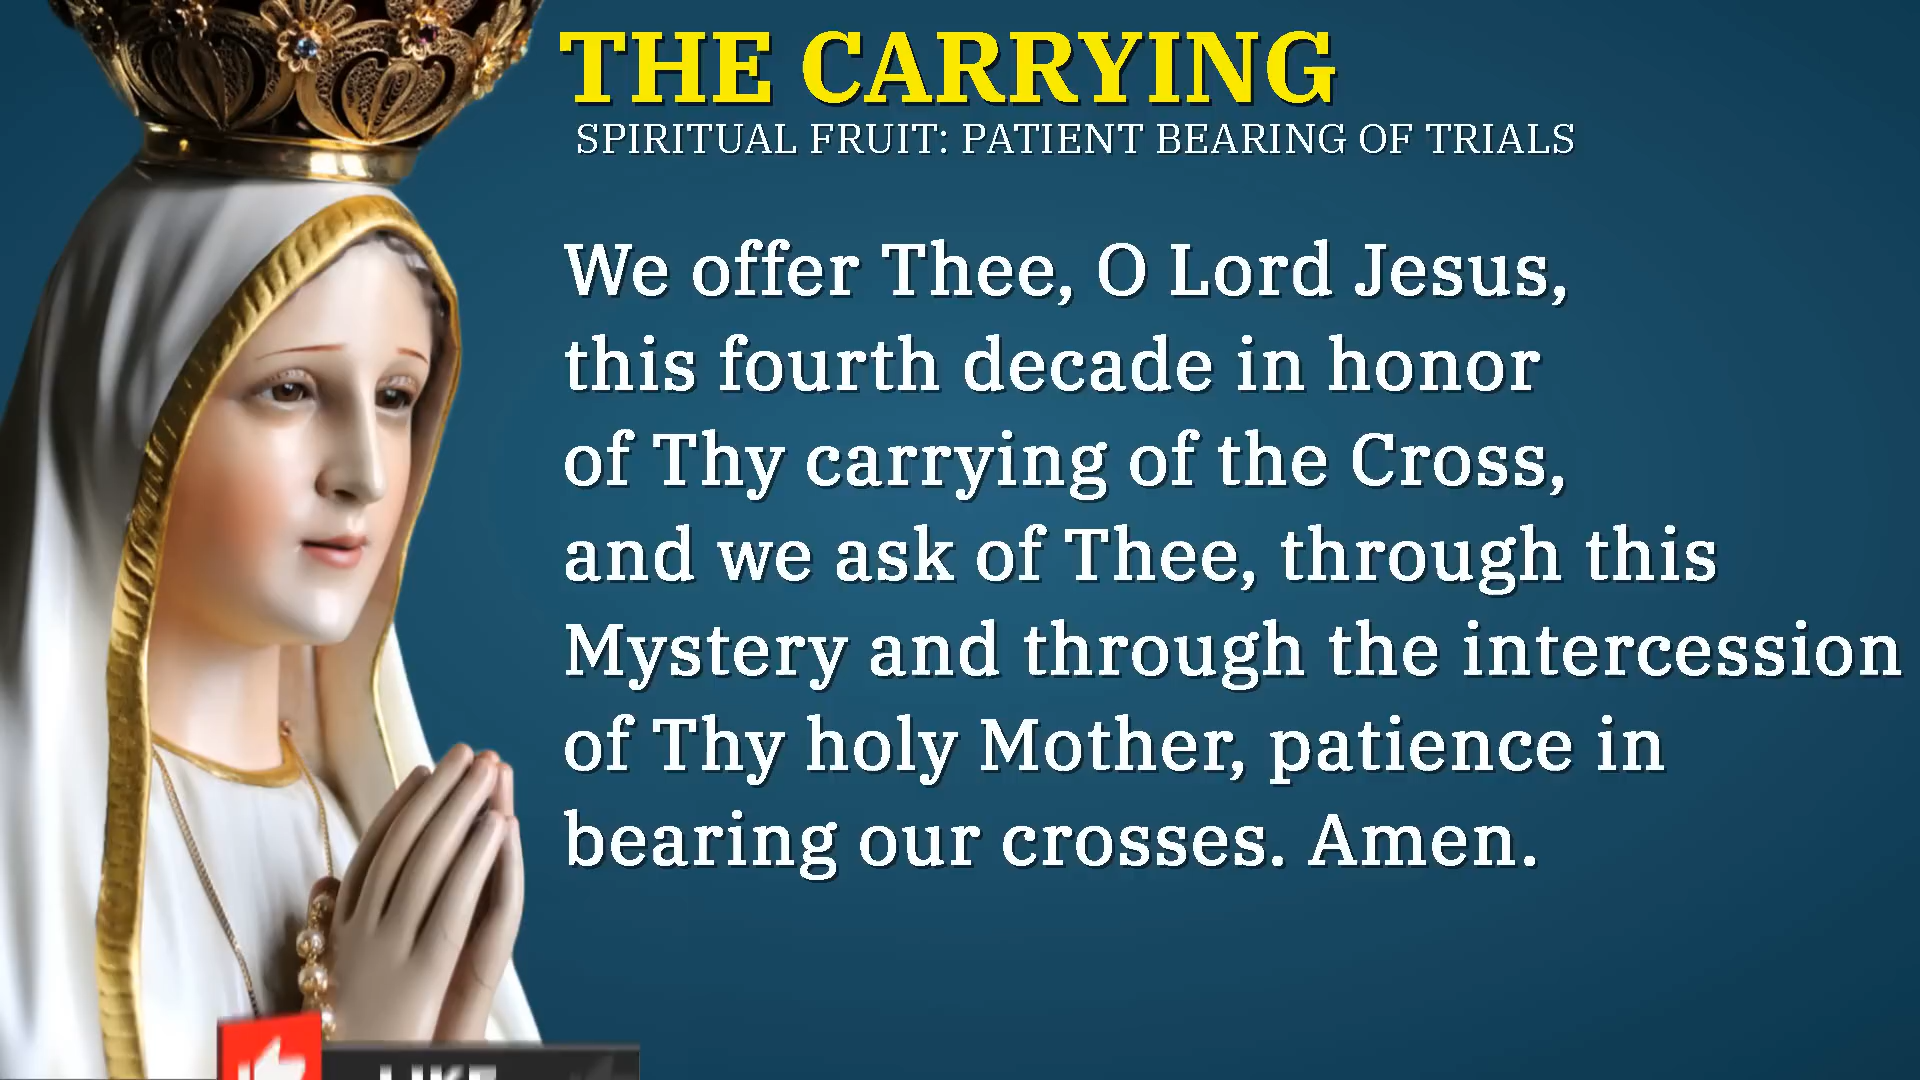 THE CARRYING
SPIRITUAL FRUIT: PATIENT BEARING OF TRIALS
We offer Thee, O Lord Jesus,
this fourth decade in honor
of Thy carrying of the Cross,
and we ask of Thee, through this
Mystery and through the intercession
of Thy holy Mother, patience in
bearing our crosses. Amen.
LIKE